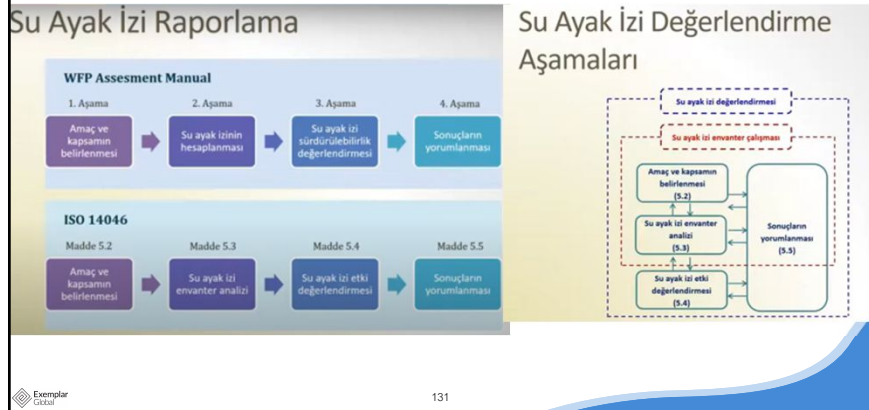 Su Ayak İzi Raporlama
WFP Assesment Manual
1. Aşama
2. Aşama
3. Aşama
4. Aşama
Amaç ve
kapsamın
belirlenmesi
Su ayak izinin
hesaplanması
Su ayak izi
sürdürülebilirlik
değerlendirmesi
Sonuçların
yorumlanması
ISO 14046
Madde 5.2
Madde 5.3
Madde 5.4
Madde 5.5
Amaç ve
kapsamın
belirlenmesi
Su ayak izi
envanter analizi
Su ayak izi etki
değerlendirmesi
Sonuçların
yorumlanması
Su Ayak İzi Değerlendirme
Aşamaları
Su ayak izi değerlendirmesi
Su ayak izi envanter çalışması
Amaç ve kapsamın
belirlenmesi
(5.2)
Su ayak izi envanter
analizi
(5.3)
Su ayak izi etki
değerlendirmesi
(5.4)
Sonuçların
yorumlanması
(5.5)
Exemplar
Global
131